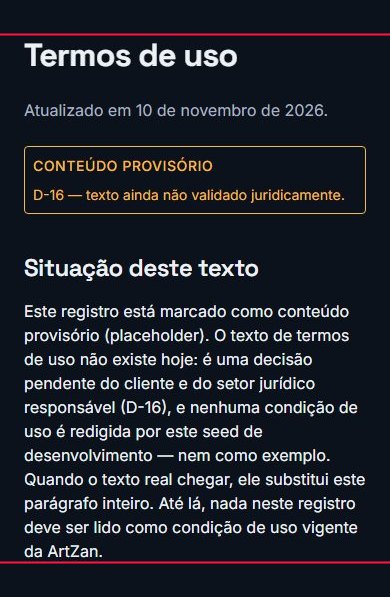 Termos de uso
Atualizado em 10 de novembro de 2026.
CONTEÚDO PROVISÓRIO
D-16 — texto ainda não validado juridicamente.
Situação deste texto
Este registro está marcado como conteúdo
provisório (placeholder). O texto de termos
de uso não existe hoje: é uma decisão
pendente do cliente e do setor jurídico
responsável (D-16), e nenhuma condição de
uso é redigida por este seed de
desenvolvimento — nem como exemplo.
Quando o texto real chegar, ele substitui este
parágrafo inteiro. Até lá, nada neste registro
deve ser lido como condição de uso vigente
da ArtZan.